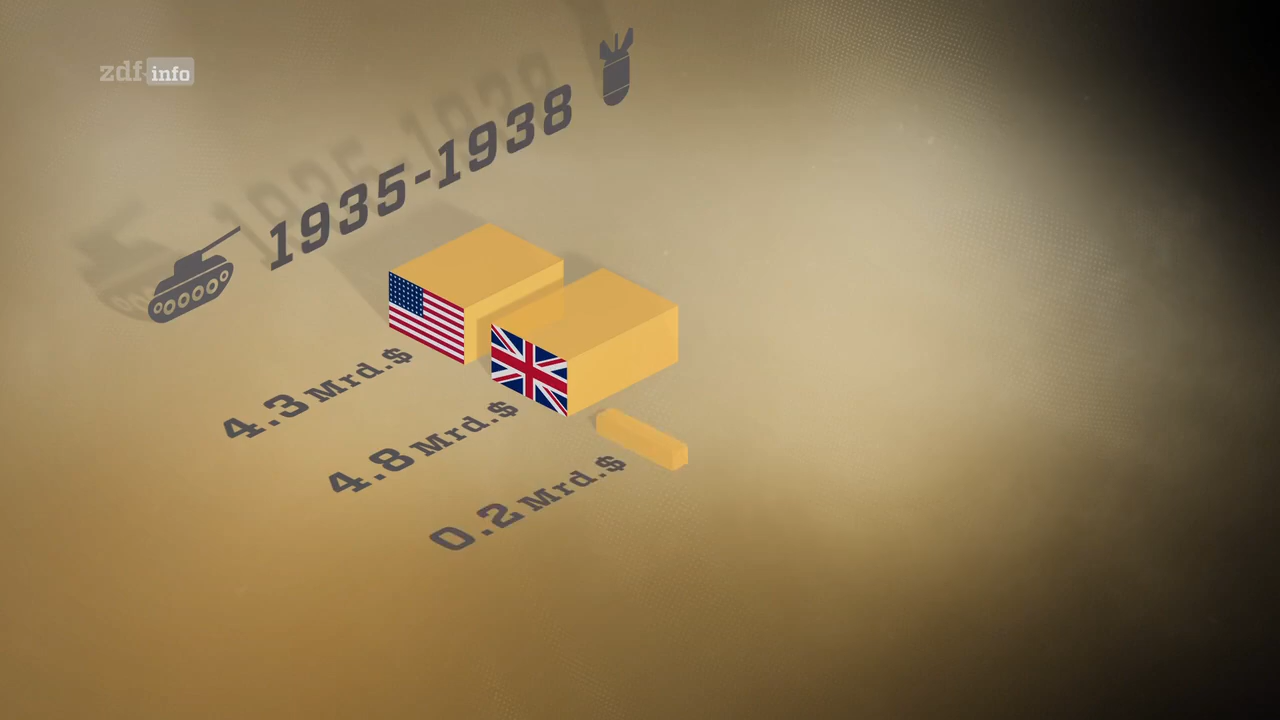 zdf info
1935-1938
4.3 Mrd.$
4.8 Mrd.$
0.2 Mrd.$